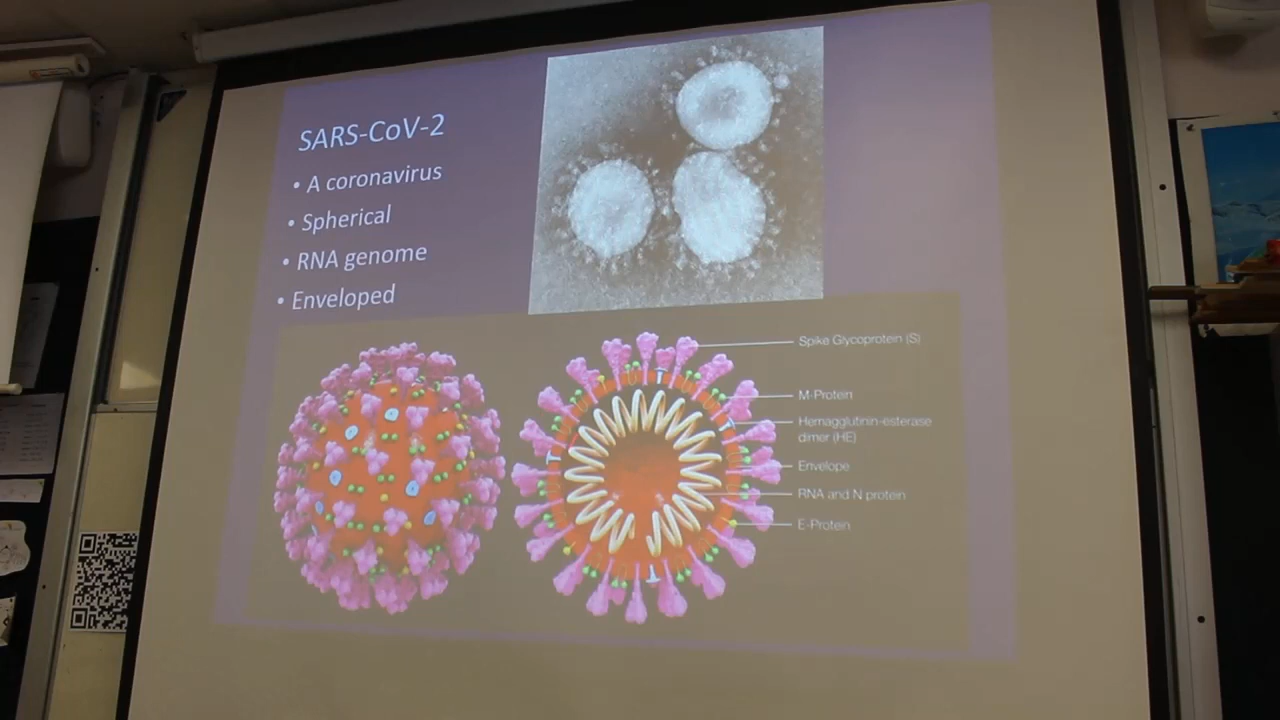 SARS-CoV-2
• A coronavirus
• Spherical
• RNA genome
• Enveloped
Spike Glycoprotein (S)
M-Protein
Hemagglutinin-esterase
dimer (HE)
Envelope
RNA and N protein
E-Protein